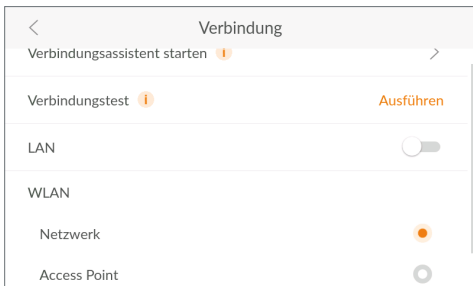 Verbindung
Verbindungsassistent starten i
Verbindungstest i Ausführen
LAN
WLAN
Netzwerk
Access Point